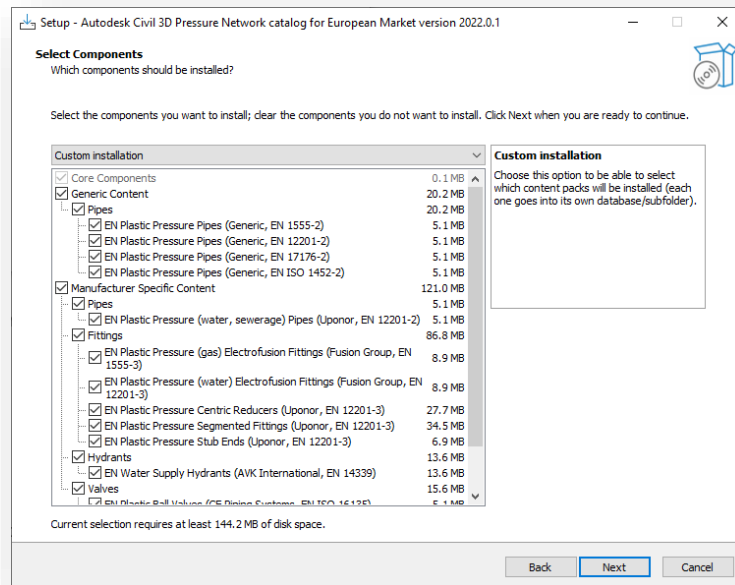 Setup - Autodesk Civil 3D Pressure Network catalog for European Market version 2022.0.1
Select Components
Which components should be installed?
Select the components you want to install; clear the components you do not want to install. Click Next when you are ready to continue.
Custom installation
Core Components 0.1 MB
Generic Content 20.2 MB
Pipes 20.2 MB
EN Plastic Pressure Pipes (Generic, EN 1555-2) 5.1 MB
EN Plastic Pressure Pipes (Generic, EN 12201-2) 5.1 MB
EN Plastic Pressure Pipes (Generic, EN 17176-2) 5.1 MB
EN Plastic Pressure Pipes (Generic, EN ISO 1452-2) 5.1 MB
Manufacturer Specific Content 121.0 MB
Pipes 5.1 MB
EN Plastic Pressure (water, sewerage) Pipes (Uponor, EN 12201-2) 5.1 MB
Fittings 86.8 MB
EN Plastic Pressure (gas) Electrofusion Fittings (Fusion Group, EN
1555-3) 8.9 MB
EN Plastic Pressure (water) Electrofusion Fittings (Fusion Group, EN
12201-3) 8.9 MB
EN Plastic Pressure Centric Reducers (Uponor, EN 12201-3) 27.7 MB
EN Plastic Pressure Segmented Fittings (Uponor, EN 12201-3) 34.5 MB
EN Plastic Pressure Stub Ends (Uponor, EN 12201-3) 6.9 MB
Hydrants 13.6 MB
EN Water Supply Hydrants (AVK International, EN 14339) 13.6 MB
Valves 15.6 MB
EN Plastic Ball Valves (GF Piping Systems, EN ISO 16135) 5.1 MB
Custom installation
Choose this option to be able to select
which content packs will be installed (each
one goes into its own database/subfolder).
Current selection requires at least 144.2 MB of disk space.
Back Next Cancel